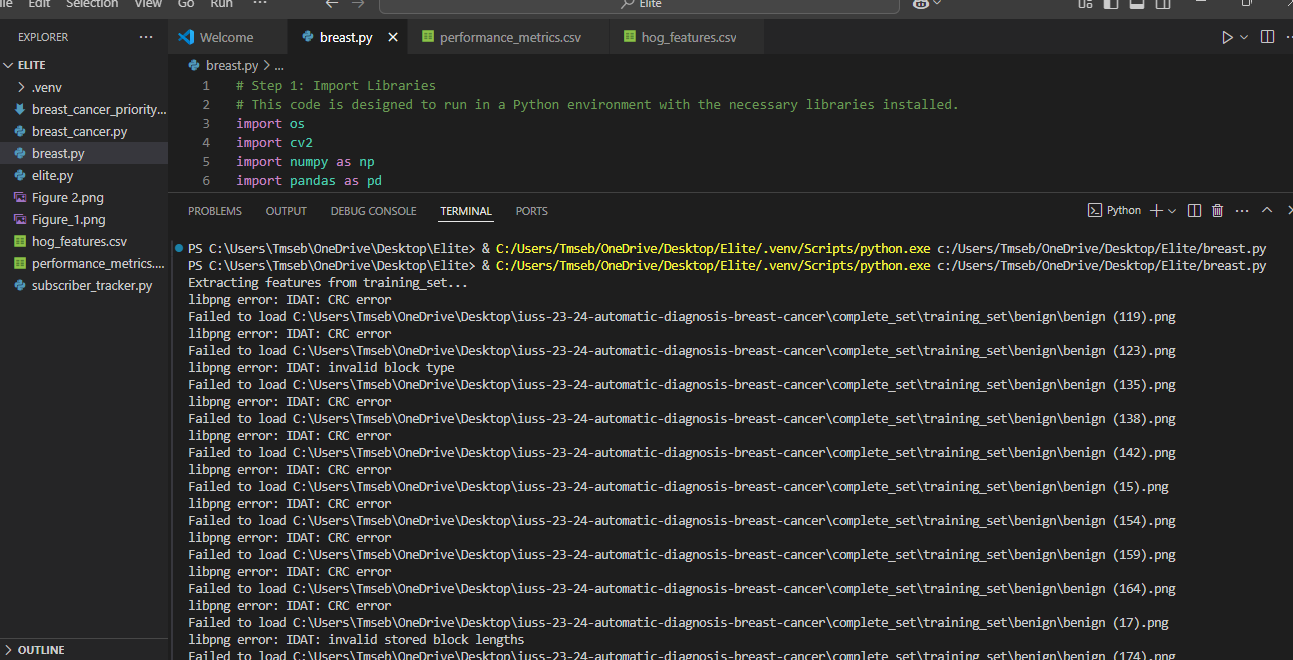 File Edit Selection View Go Run ··· Elite
EXPLORER ··· Welcome breast.py performance_metrics.csv hog_features.csv
ELITE
.venv
breast_cancer_priority...
breast_cancer.py
breast.py
elite.py
Figure 2.png
Figure_1.png
hog_features.csv
performance_metrics....
subscriber_tracker.py
OUTLINE
breast.py > ...
1 # Step 1: Import Libraries
2 # This code is designed to run in a Python environment with the necessary libraries installed.
3 import os
4 import cv2
5 import numpy as np
6 import pandas as pd
PROBLEMS OUTPUT DEBUG CONSOLE TERMINAL PORTS Python
PS C:\Users\Tmseb\OneDrive\Desktop\Elite> & C:/Users/Tmseb/OneDrive/Desktop/Elite/.venv/Scripts/python.exe c:/Users/Tmseb/OneDrive/Desktop/Elite/breast.py
PS C:\Users\Tmseb\OneDrive\Desktop\Elite> & C:/Users/Tmseb/OneDrive/Desktop/Elite/.venv/Scripts/python.exe c:/Users/Tmseb/OneDrive/Desktop/Elite/breast.py
Extracting features from training_set...
libpng error: IDAT: CRC error
Failed to load C:\Users\Tmseb\OneDrive\Desktop\iuss-23-24-automatic-diagnosis-breast-cancer\complete_set\training_set\benign\benign (119).png
libpng error: IDAT: CRC error
Failed to load C:\Users\Tmseb\OneDrive\Desktop\iuss-23-24-automatic-diagnosis-breast-cancer\complete_set\training_set\benign\benign (123).png
libpng error: IDAT: invalid block type
Failed to load C:\Users\Tmseb\OneDrive\Desktop\iuss-23-24-automatic-diagnosis-breast-cancer\complete_set\training_set\benign\benign (135).png
libpng error: IDAT: CRC error
Failed to load C:\Users\Tmseb\OneDrive\Desktop\iuss-23-24-automatic-diagnosis-breast-cancer\complete_set\training_set\benign\benign (138).png
libpng error: IDAT: CRC error
Failed to load C:\Users\Tmseb\OneDrive\Desktop\iuss-23-24-automatic-diagnosis-breast-cancer\complete_set\training_set\benign\benign (142).png
libpng error: IDAT: CRC error
Failed to load C:\Users\Tmseb\OneDrive\Desktop\iuss-23-24-automatic-diagnosis-breast-cancer\complete_set\training_set\benign\benign (15).png
libpng error: IDAT: CRC error
Failed to load C:\Users\Tmseb\OneDrive\Desktop\iuss-23-24-automatic-diagnosis-breast-cancer\complete_set\training_set\benign\benign (154).png
libpng error: IDAT: CRC error
Failed to load C:\Users\Tmseb\OneDrive\Desktop\iuss-23-24-automatic-diagnosis-breast-cancer\complete_set\training_set\benign\benign (159).png
libpng error: IDAT: CRC error
Failed to load C:\Users\Tmseb\OneDrive\Desktop\iuss-23-24-automatic-diagnosis-breast-cancer\complete_set\training_set\benign\benign (164).png
libpng error: IDAT: CRC error
Failed to load C:\Users\Tmseb\OneDrive\Desktop\iuss-23-24-automatic-diagnosis-breast-cancer\complete_set\training_set\benign\benign (17).png
libpng error: IDAT: invalid stored block lengths
Failed to load C:\Users\Tmseb\OneDrive\Desktop\iuss-23-24-automatic-diagnosis-breast-cancer\complete_set\training_set\benign\benign (174).png